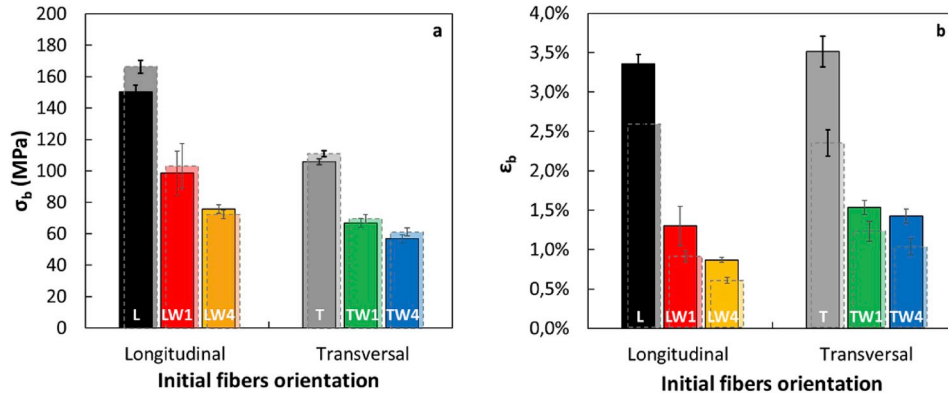 a
σb (MPa)
200
180
160
140
120
100
80
60
40
20
0
L
LW1
LW4
T
TW1
TW4
Longitudinal
Transversal
Initial fibers orientation
b
εb
4,0%
3,5%
3,0%
2,5%
2,0%
1,5%
1,0%
0,5%
0,0%
L
LW1
LW4
T
TW1
TW4
Longitudinal
Transversal
Initial fibers orientation